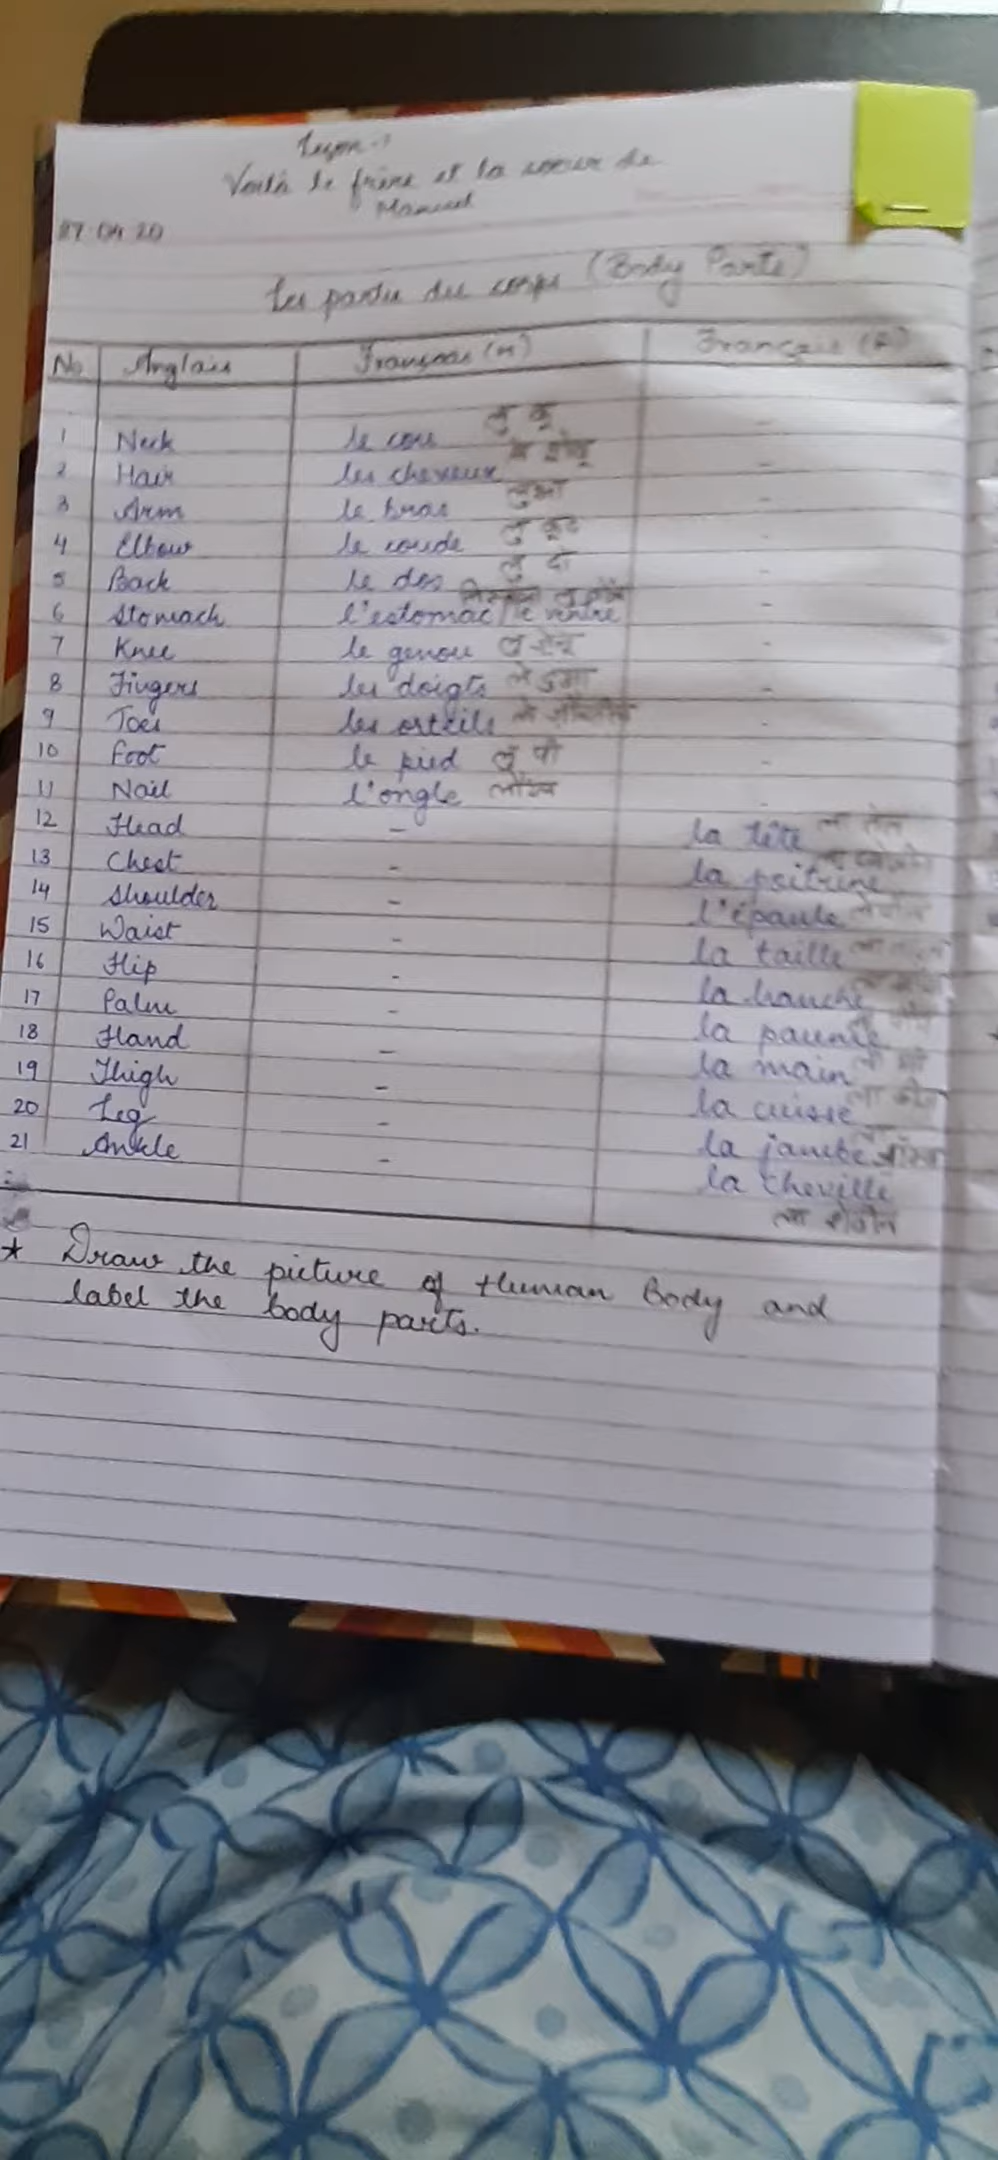 Leçon-1
Voilà le frère et la soeur de
Manuel
27.04.20
Les partie du corps (Body Parts)
No. Anglais Français (M) Français (F)
1 Neck le cou लु कू -
2 Hair les cheveux -
3 Arm le bras -
4 Elbow le coude लु कूद -
5 Back le dos लु दो -
6 Stomach l'estomac / le ventre -
7 Knee le genou -
8 Fingers les doigts -
9 Toes les orteils
10 Foot le pied -
11 Nail l'ongle
12 Head - la tête
13 Chest - la poitrine
14 Shoulder - l'épaule
15 Waist - la taille
16 Hip - la hanche
17 Palm - la paume
18 Hand - la main
19 Thigh - la cuisse
20 Leg - la jambe
21 Ankle - la cheville
* Draw the picture of Human Body and
label the body parts.